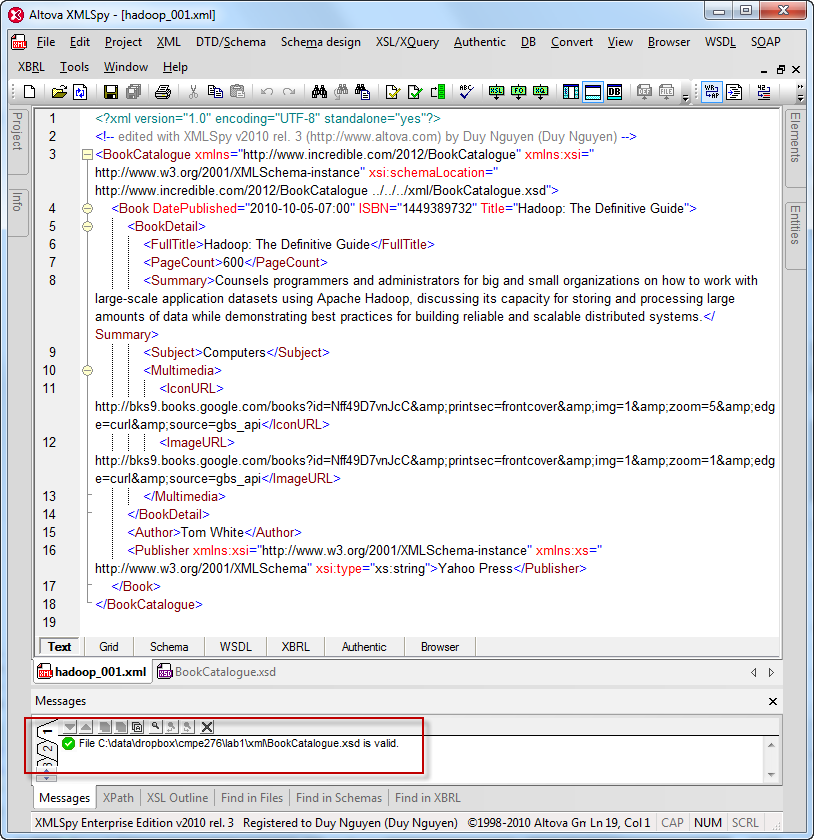 Altova XMLSpy - [hadoop_001.xml]
File Edit Project XML DTD/Schema Schema design XSL/XQuery Authentic DB Convert View Browser WSDL SOAP
XBRL Tools Window Help
Project
Info
Elements
Entities
1 <?xml version="1.0" encoding="UTF-8" standalone="yes"?>
2 <!-- edited with XMLSpy v2010 rel. 3 (http://www.altova.com) by Duy Nguyen (Duy Nguyen) -->
3 <BookCatalogue xmlns="http://www.incredible.com/2012/BookCatalogue" xmlns:xsi="
http://www.w3.org/2001/XMLSchema-instance" xsi:schemaLocation="
http://www.incredible.com/2012/BookCatalogue ../../../xml/BookCatalogue.xsd">
4 <Book DatePublished="2010-10-05-07:00" ISBN="1449389732" Title="Hadoop: The Definitive Guide">
5 <BookDetail>
6 <FullTitle>Hadoop: The Definitive Guide</FullTitle>
7 <PageCount>600</PageCount>
8 <Summary>Counsels programmers and administrators for big and small organizations on how to work with
large-scale application datasets using Apache Hadoop, discussing its capacity for storing and processing large
amounts of data while demonstrating best practices for building reliable and scalable distributed systems.</
Summary>
9 <Subject>Computers</Subject>
10 <Multimedia>
11 <IconURL>
http://bks9.books.google.com/books?id=Nff49D7vnJcC&amp;printsec=frontcover&amp;img=1&amp;zoom=5&amp;edg
e=curl&amp;source=gbs_api</IconURL>
12 <ImageURL>
http://bks9.books.google.com/books?id=Nff49D7vnJcC&amp;printsec=frontcover&amp;img=1&amp;zoom=1&amp;edg
e=curl&amp;source=gbs_api</ImageURL>
13 </Multimedia>
14 </BookDetail>
15 <Author>Tom White</Author>
16 <Publisher xmlns:xsi="http://www.w3.org/2001/XMLSchema-instance" xmlns:xs="
http://www.w3.org/2001/XMLSchema" xsi:type="xs:string">Yahoo Press</Publisher>
17 </Book>
18 </BookCatalogue>
19
Text Grid Schema WSDL XBRL Authentic Browser
hadoop_001.xml BookCatalogue.xsd
Messages
1
2
File C:\data\dropbox\cmpe276\lab1\xml\BookCatalogue.xsd is valid.
Messages XPath XSL Outline Find in Files Find in Schemas Find in XBRL
XMLSpy Enterprise Edition v2010 rel. 3 Registered to Duy Nguyen (Duy Nguyen) ©1998-2010 Altova Gm Ln 19, Col 1 CAP NUM SCRL